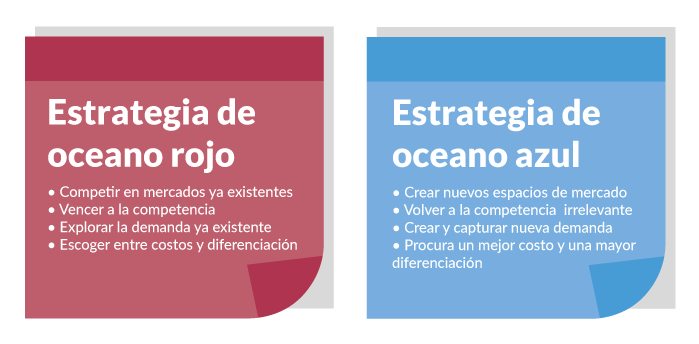 Estrategia de
oceano rojo
• Competir en mercados ya existentes
• Vencer a la competencia
• Explorar la demanda ya existente
• Escoger entre costos y diferenciación
Estrategia de
oceano azul
• Crear nuevos espacios de mercado
• Volver a la competencia  irrelevante
• Crear y capturar nueva demanda
• Procura un mejor costo y una mayor
diferenciación